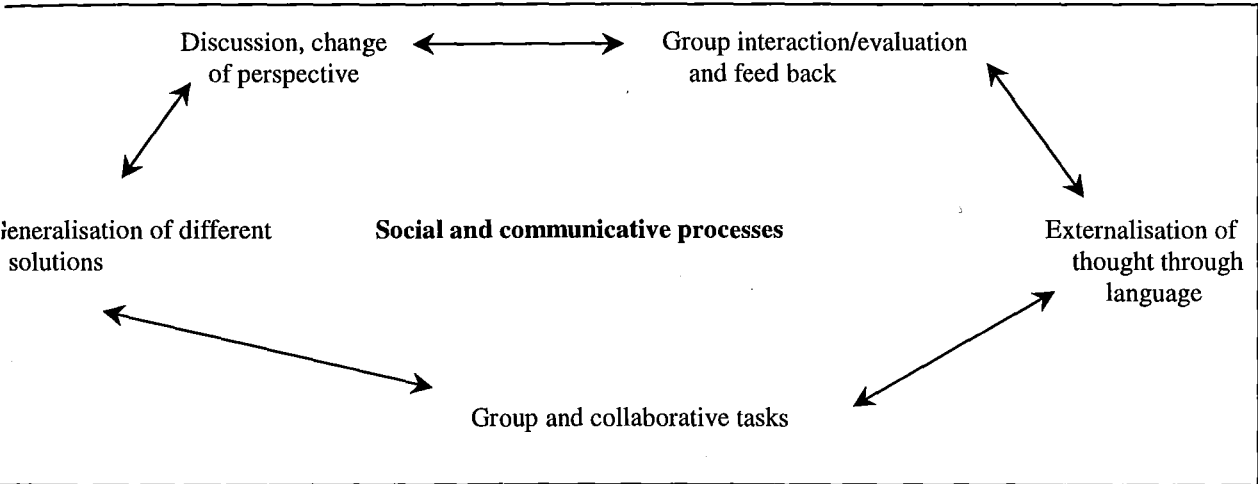 Discussion, change
of perspective
Group interaction/evaluation
and feed back
eneralisation of different
solutions
Social and communicative processes
Externalisation of
thought through
language
Group and collaborative tasks